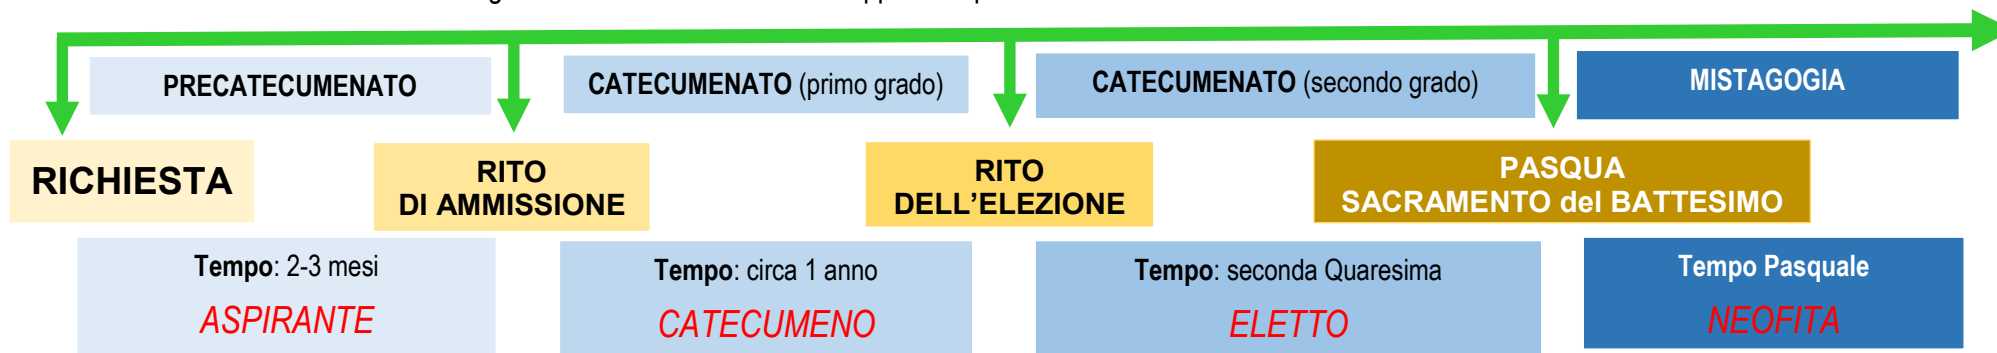 PRECATECUMENATO
CATECUMENATO (primo grado)
CATECUMENATO (secondo grado)
MISTAGOGIA
RICHIESTA
RITO
DI AMMISSIONE
RITO
DELL'ELEZIONE
PASQUA
SACRAMENTO del BATTESIMO
Tempo: 2-3 mesi
ASPIRANTE
Tempo: circa 1 anno
CATECUMENO
Tempo: seconda Quaresima
ELETTO
Tempo Pasquale
NEOFITA